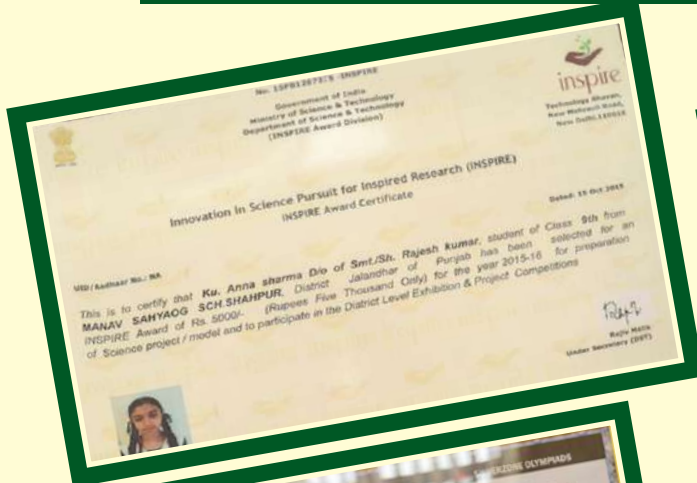 No. 15PB12672/S -INSPIRE
Government of India
Ministry of Science & Technology
Department of Science & Technology
(INSPIRE Award Division)
inspire
Technology Bhavan,
New Mehrauli Road,
New Delhi,110016
Innovation in Science Pursuit for Inspired Research (INSPIRE)
INSPIRE Award Certificate
Dated: 15 Oct 2015
UID/Aadhaar No.: NA
This is to certify that Ku. Anna sharma D/o of Smt./Sh. Rajesh kumar, student of Class 9th from
MANAV SAHYAOG SCH.SHAHPUR, District Jalandhar of Punjab has been selected for an
INSPIRE Award of Rs. 5000/- (Rupees Five Thousand Only) for the year 2015-16 for preparation
of Science project / model and to participate in the District Level Exhibition & Project Competitions
Under Secretary (DST)
OLYMPIADS